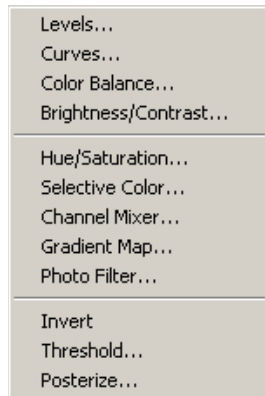 Levels...
Curves...
Color Balance...
Brightness/Contrast...
Hue/Saturation...
Selective Color...
Channel Mixer...
Gradient Map...
Photo Filter...
Invert
Threshold...
Posterize...